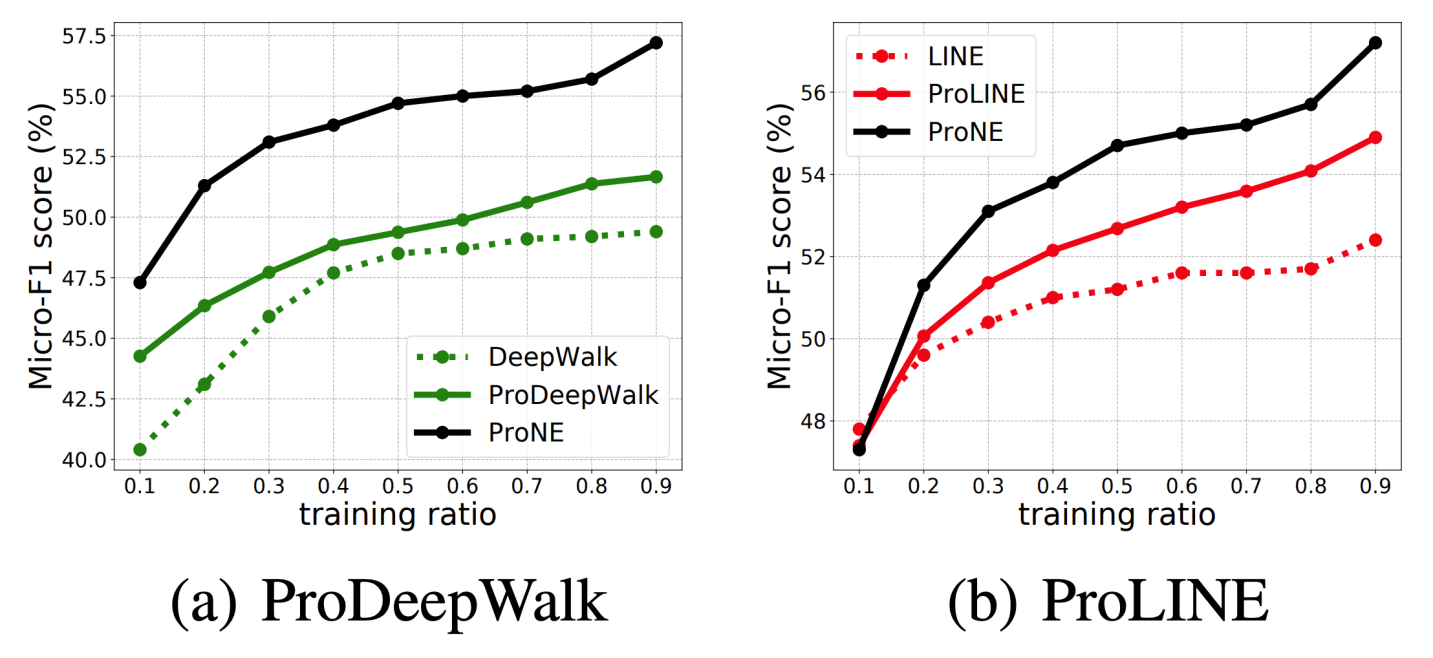 Micro-F1 score (%)
57.5
55.0
52.5
50.0
47.5
45.0
42.5
40.0
DeepWalk
ProDeepWalk
ProNE
0.1 0.2 0.3 0.4 0.5 0.6 0.7 0.8 0.9
training ratio
(a) ProDeepWalk
Micro-F1 score (%)
56
54
52
50
48
LINE
ProLINE
ProNE
0.1 0.2 0.3 0.4 0.5 0.6 0.7 0.8 0.9
training ratio
(b) ProLINE